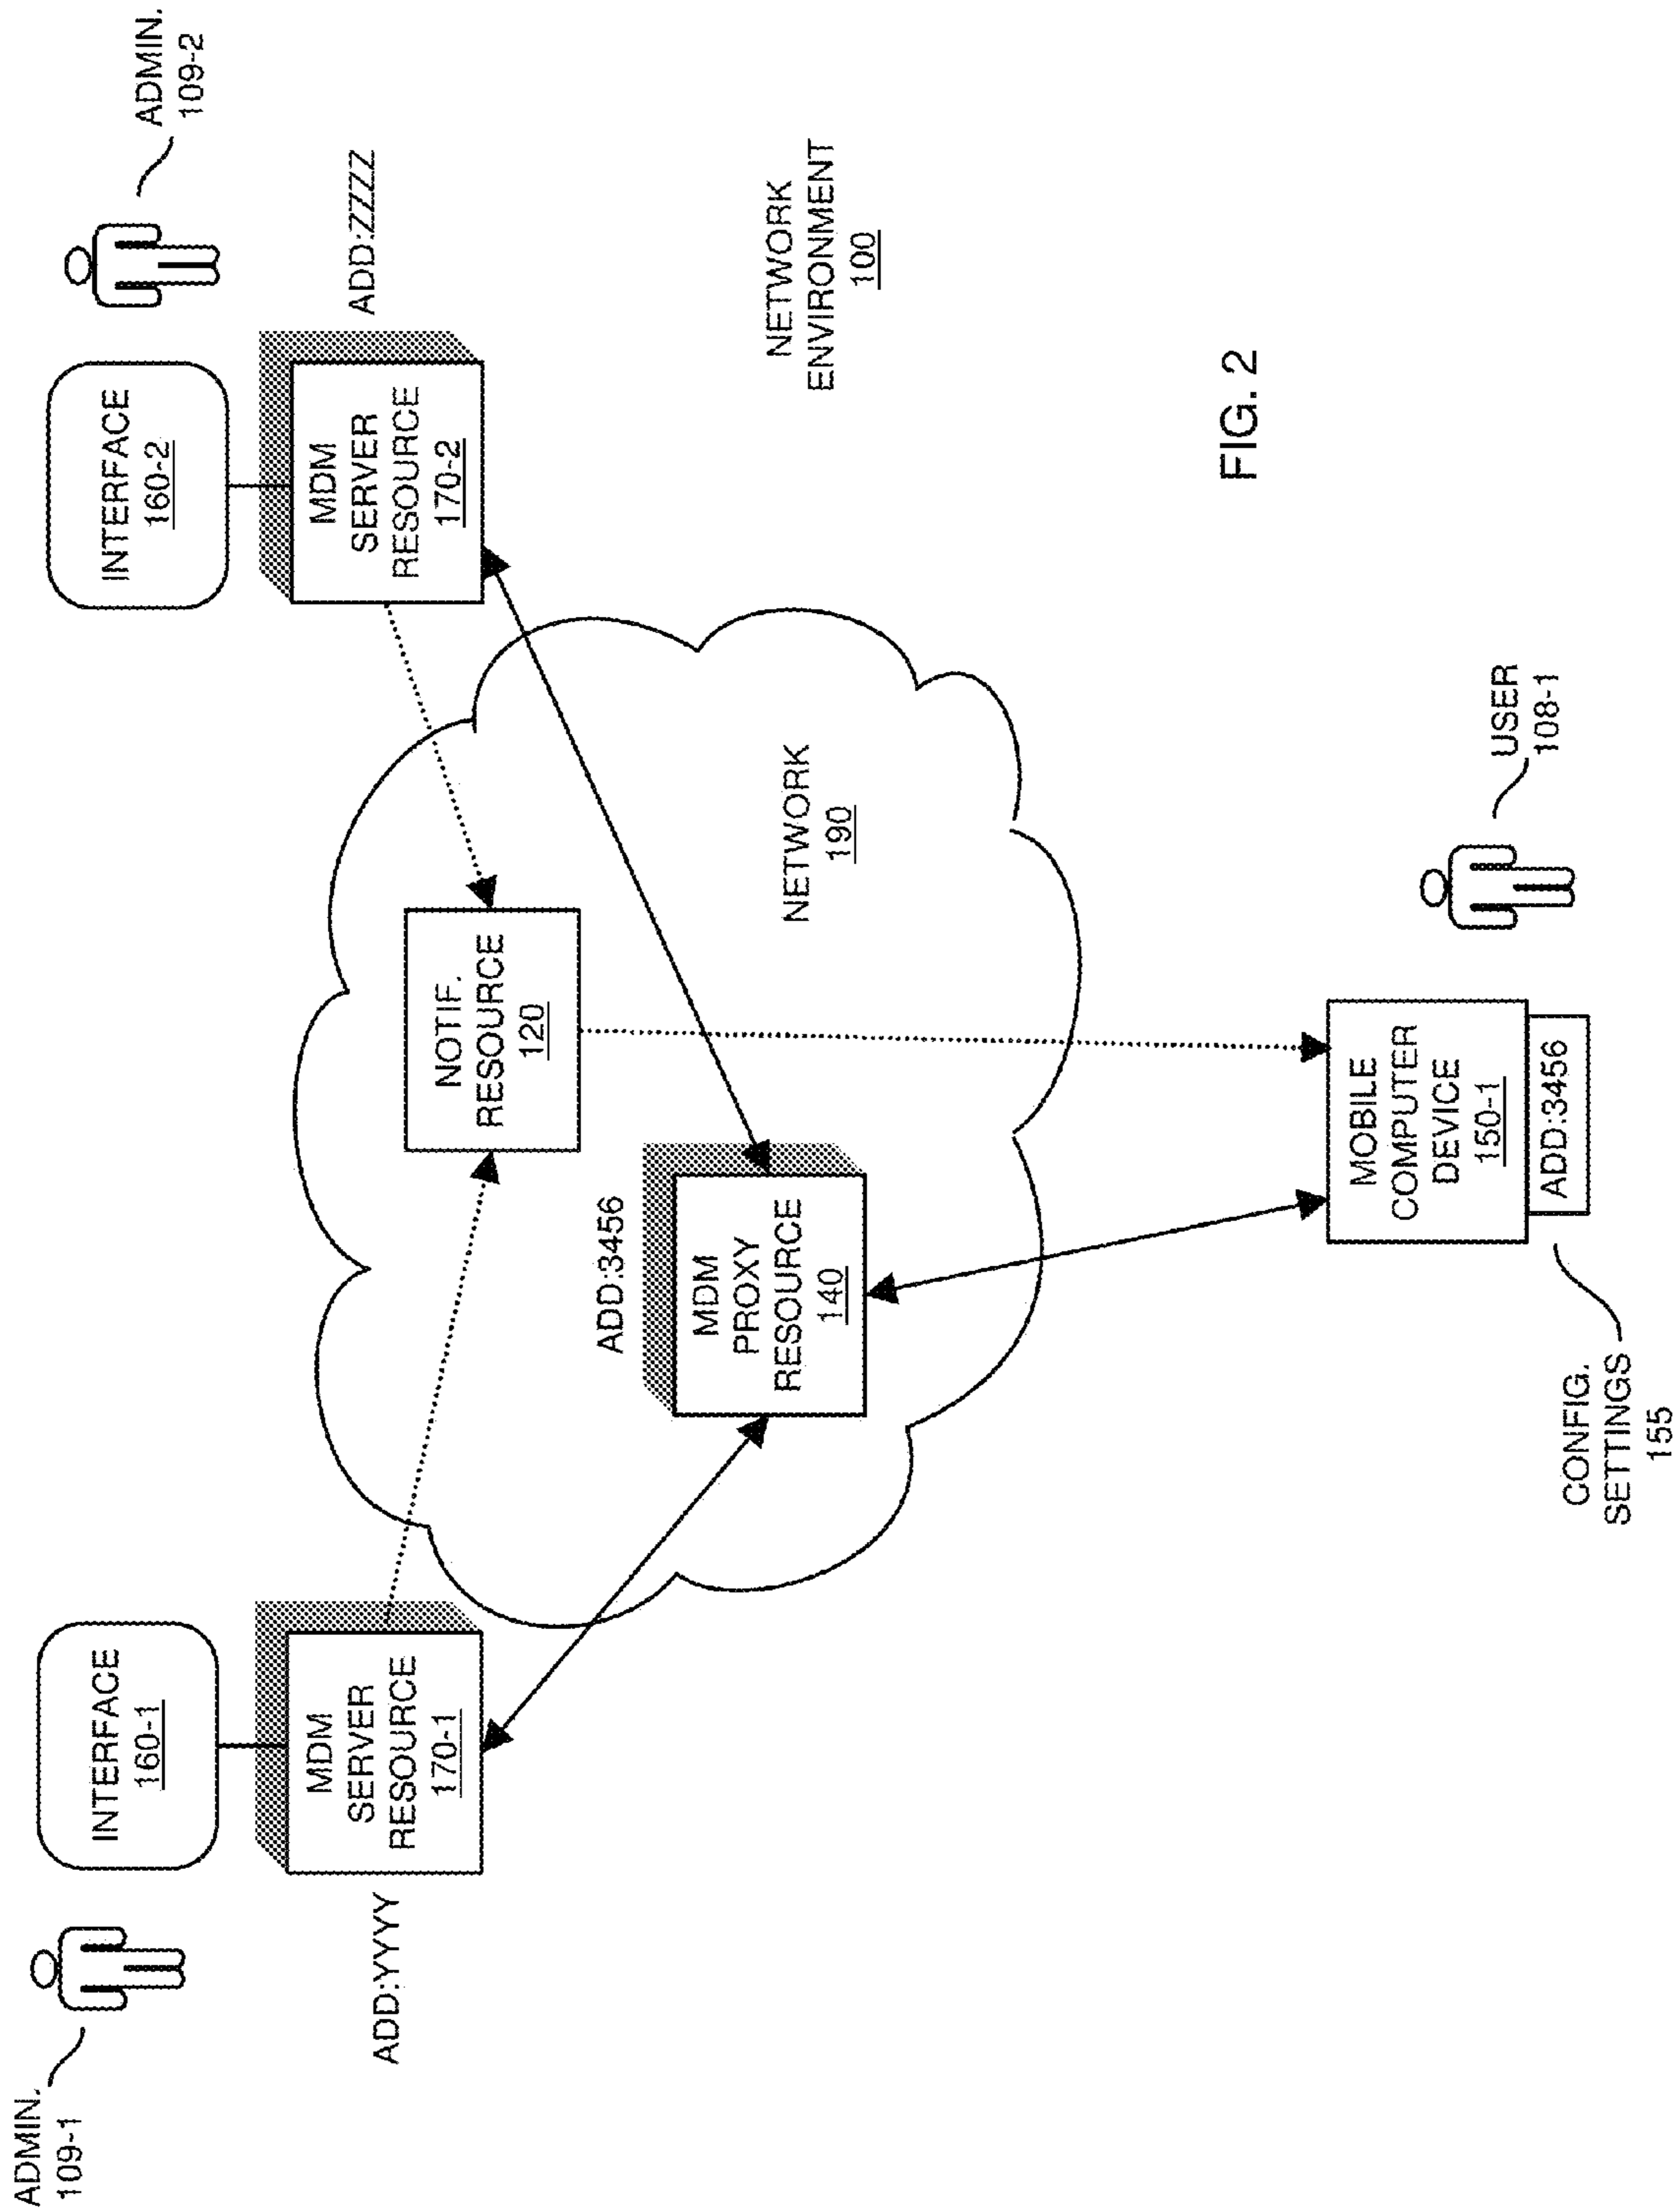 ADMIN.
109-1
INTERFACE
160-1
MDM
SERVER
RESOURCE
170-1
ADD:YYYY
INTERFACE
160-2
ADMIN.
109-2
MDM
SERVER
RESOURCE
170-2
ADD:ZZZZ
NOTIF.
RESOURCE
120
ADD:3456
MDM
PROXY
RESOURCE
140
NETWORK
190
NETWORK
ENVIRONMENT
100
MOBILE
COMPUTER
DEVICE
150-1
ADD:3456
USER
108-1
CONFIG.
SETTINGS
155
FIG. 2